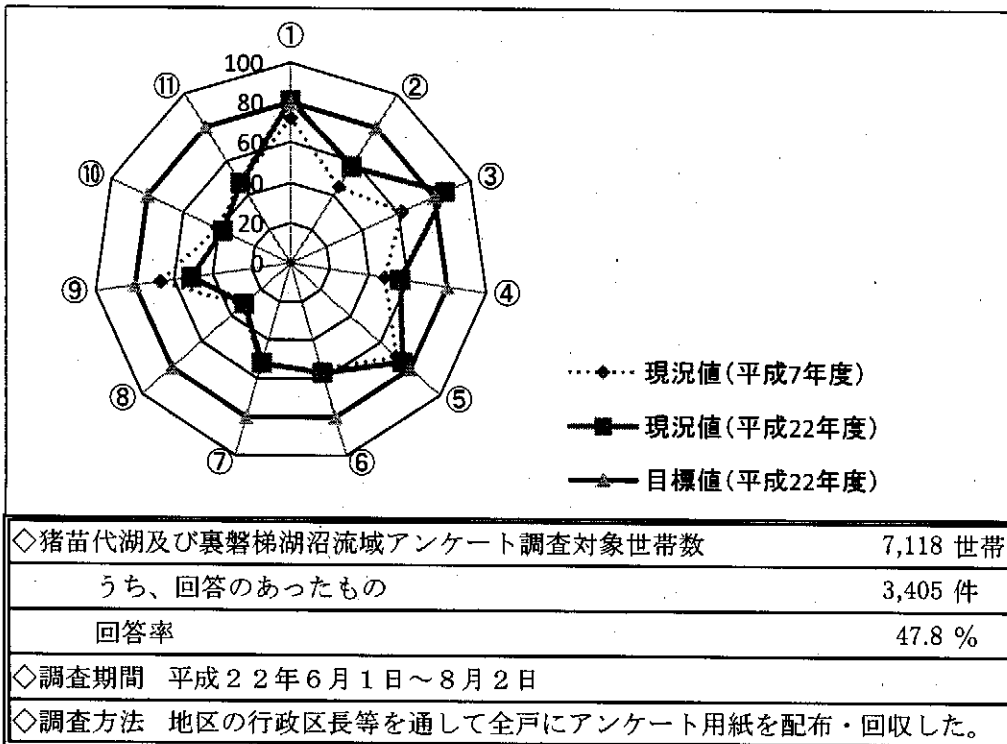 ①
100
80
60
40
20
0
②
③
④
⑤
⑥
⑦
⑧
⑨
⑩
⑪
現況値(平成7年度)
現況値(平成22年度)
目標値(平成22年度)
◇猪苗代湖及び裏磐梯湖沼流域アンケート調査対象世帯数 7,118 世帯
うち、回答のあったもの 3,405 件
回答率 47.8 %
◇調査期間 平成22年6月1日～8月2日
◇調査方法 地区の行政区長等を通して全戸にアンケート用紙を配布・回収した。